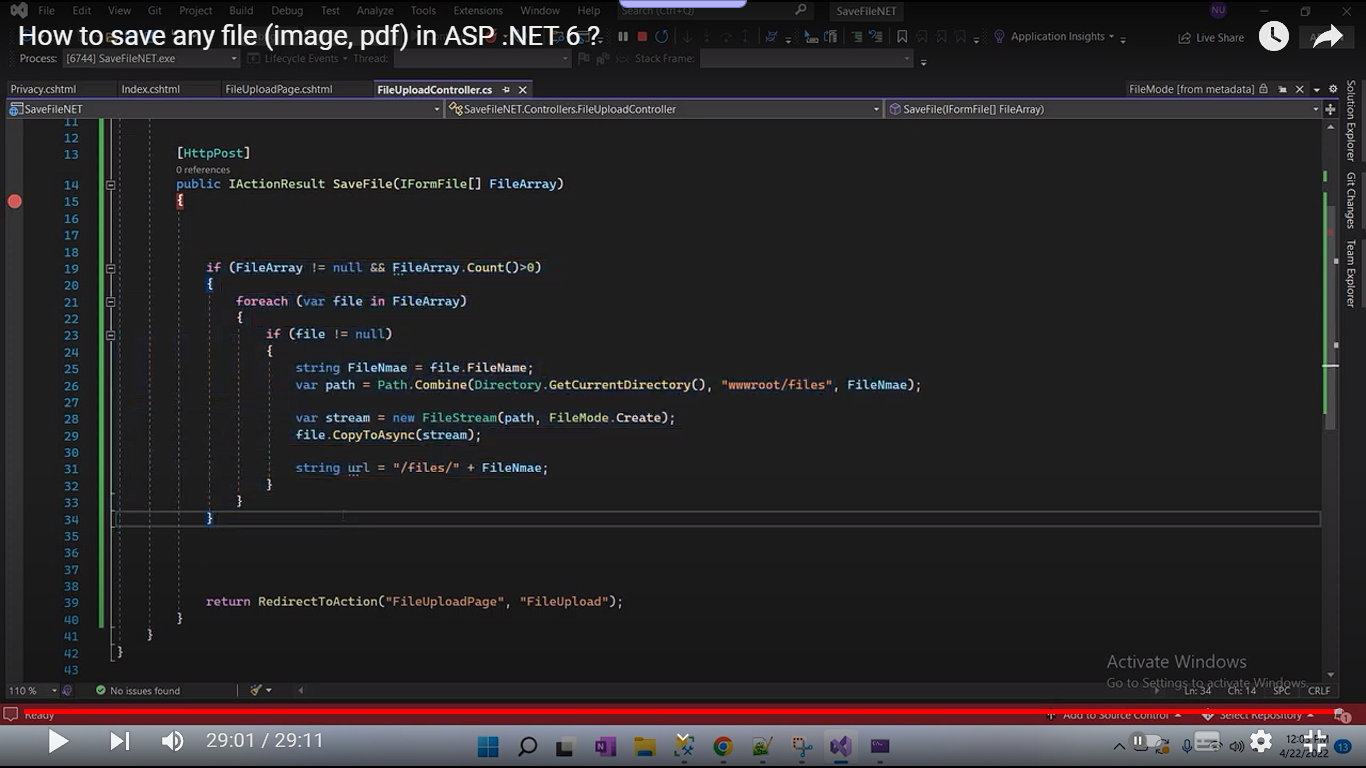 File Edit View Git Project Build Debug Test Analyze Tools Extensions Window Help Search (Ctrl+Q) SaveFileNET NU
How to save any file (image, pdf) in ASP .NET 6 ?
Application Insights Live Share
Process: [6744] SaveFileNET.exe Lifecycle Events Thread: Stack Frame:
Privacy.cshtml Index.cshtml FileUploadPage.cshtml FileUploadController.cs FileMode [from metadata]
SaveFileNET SaveFileNET.Controllers.FileUploadController SaveFile(IFormFile[] FileArray)
11
12
13 [HttpPost]
0 references
14 public IActionResult SaveFile(IFormFile[] FileArray)
15 {
16
17
18
19 if (FileArray != null && FileArray.Count()>0)
20 {
21 foreach (var file in FileArray)
22 {
23 if (file != null)
24 {
25 string FileNmae = file.FileName;
26 var path = Path.Combine(Directory.GetCurrentDirectory(), "wwwroot/files", FileNmae);
27
28 var stream = new FileStream(path, FileMode.Create);
29 file.CopyToAsync(stream);
30
31 string url = "/files/" + FileNmae;
32 }
33 }
34 }
35
36
37
38
39 return RedirectToAction("FileUploadPage", "FileUpload");
40 }
41 }
42 }
43
Solution Explorer
Git Changes
Team Explorer
Activate Windows
Go to Settings to activate Windows.
110 % No issues found Ln: 34 Ch: 14 SPC CRLF
Ready Add to Source Control Select Repository 1
29:01 / 29:11
4/22/2022 13